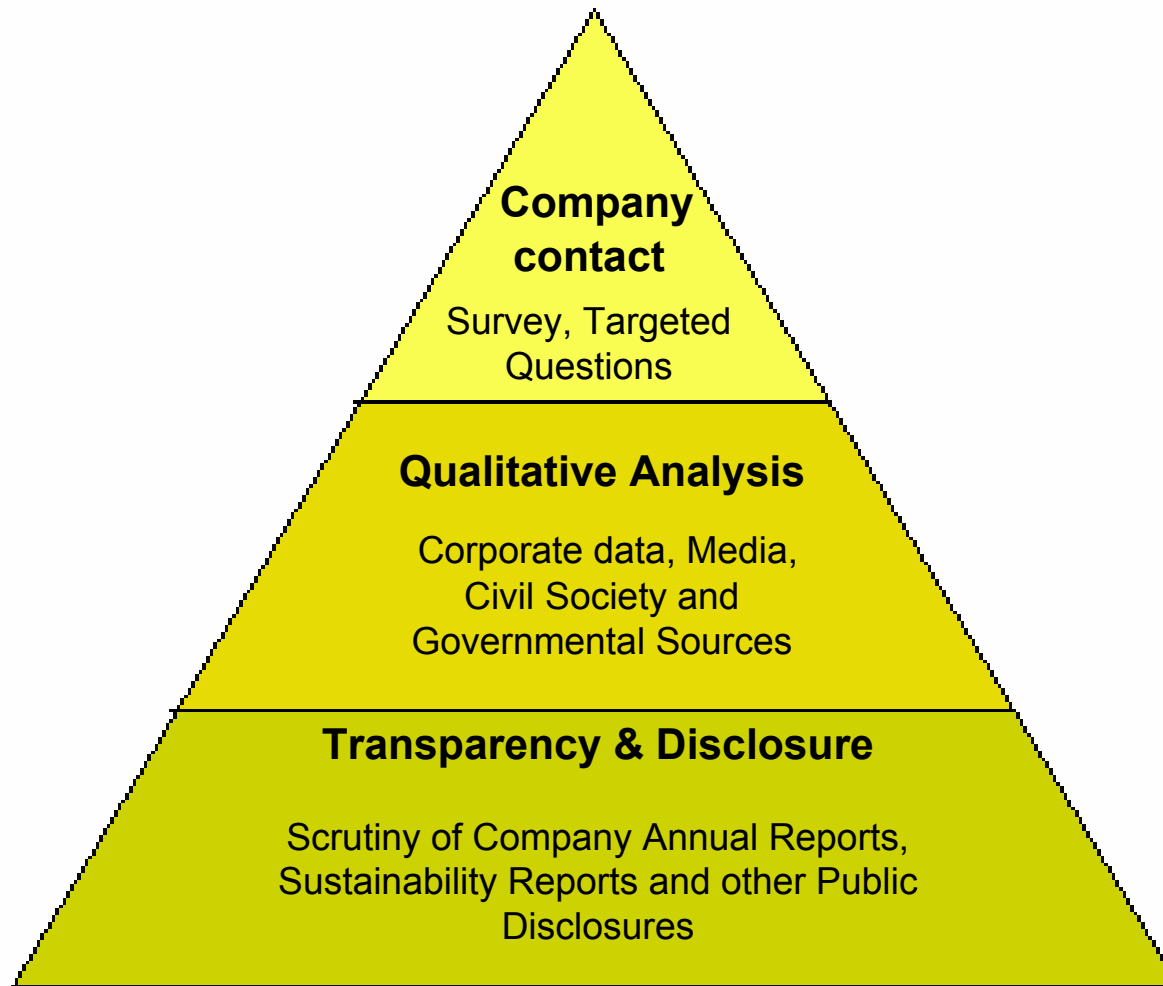 Company
contact
Survey, Targeted
Questions
Qualitative Analysis
Corporate data, Media,
Civil Society and
Governmental Sources
Transparency & Disclosure
Scrutiny of Company Annual Reports,
Sustainability Reports and other Public
Disclosures